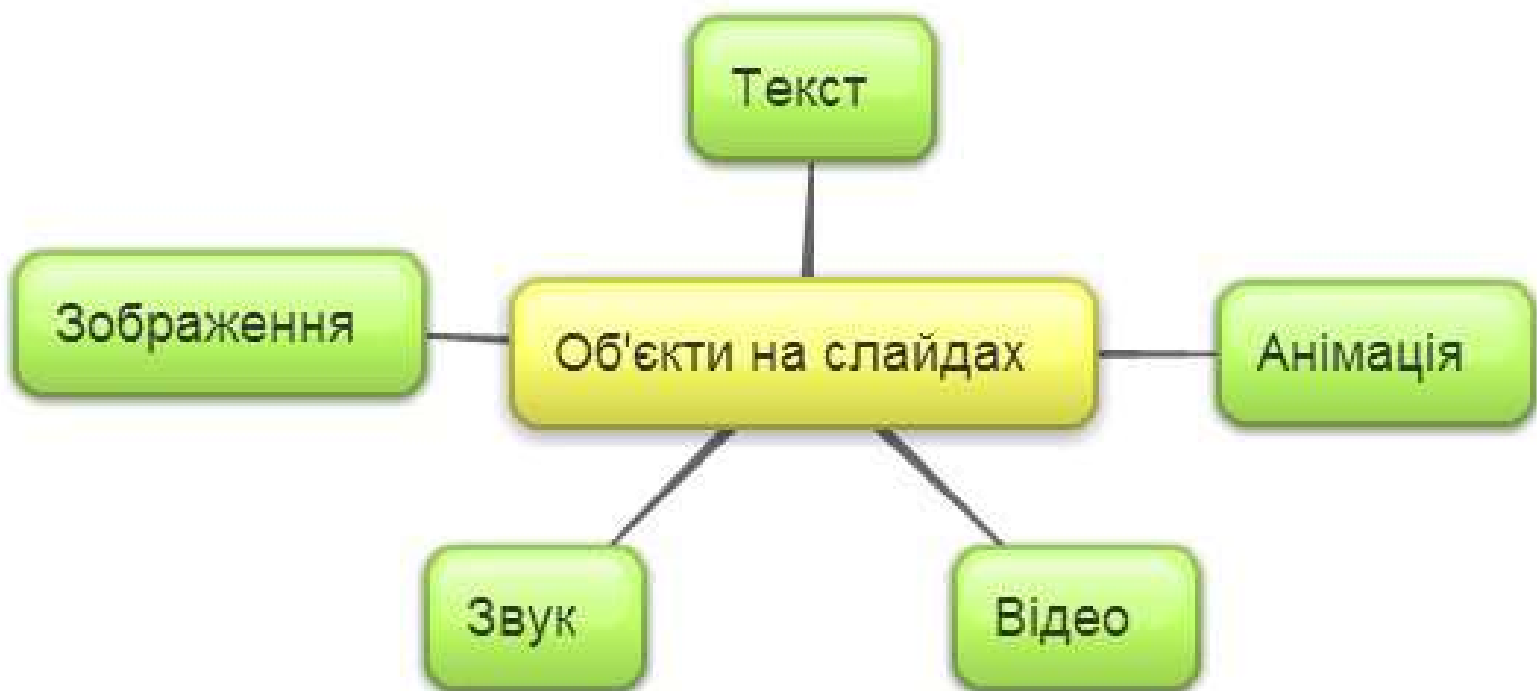 Текст
Зображення
Об'єкти на слайдах
Анімація
Звук
Відео